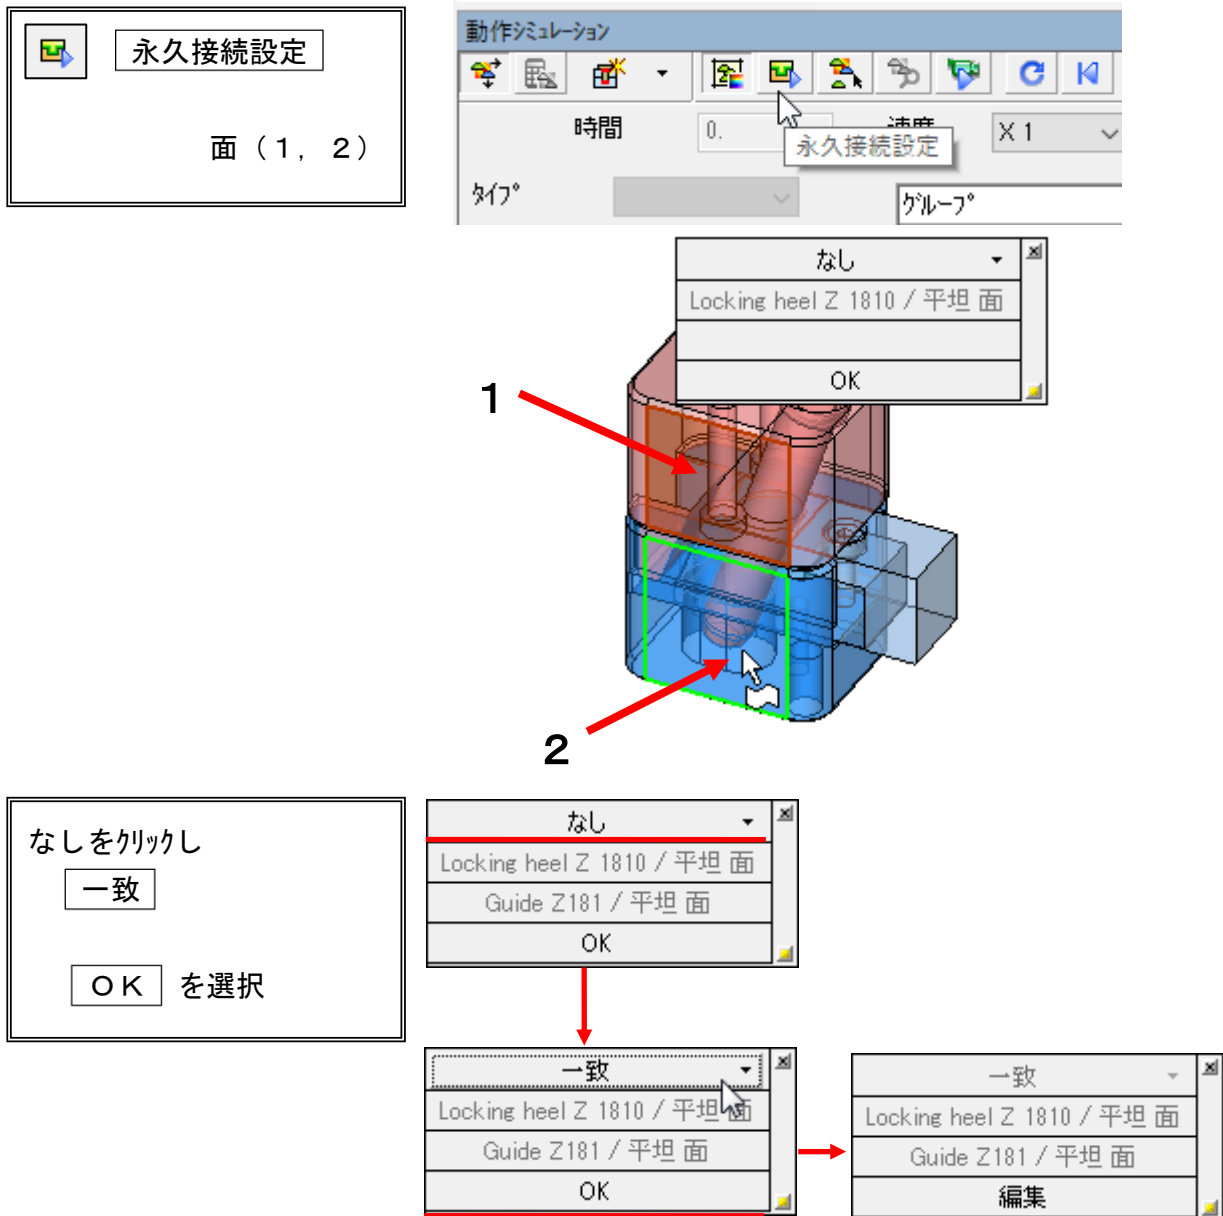 永久接続設定
面（１，２）
動作ｼﾐｭﾚｰｼｮﾝ
時間
0.
X 1
永久接続設定
ﾀｲﾌﾟ
ｸﾞﾙｰﾌﾟ
なし
Locking heel Z 1810 / 平坦 面
OK
1
2
なしをｸﾘｯｸし
一致
ＯＫ を選択
なし
Locking heel Z 1810 / 平坦 面
Guide Z181 / 平坦 面
OK
一致
Locking heel Z 1810 / 平坦 面
Guide Z181 / 平坦 面
OK
一致
Locking heel Z 1810 / 平坦 面
Guide Z181 / 平坦 面
編集